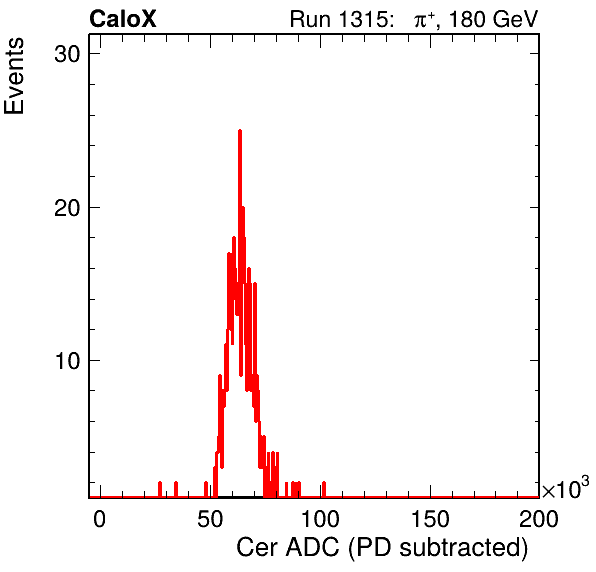 CaloX
Run 1315: π⁺, 180 GeV
Events
30
20
10
0 50 100 150 200
×10³
Cer ADC (PD subtracted)